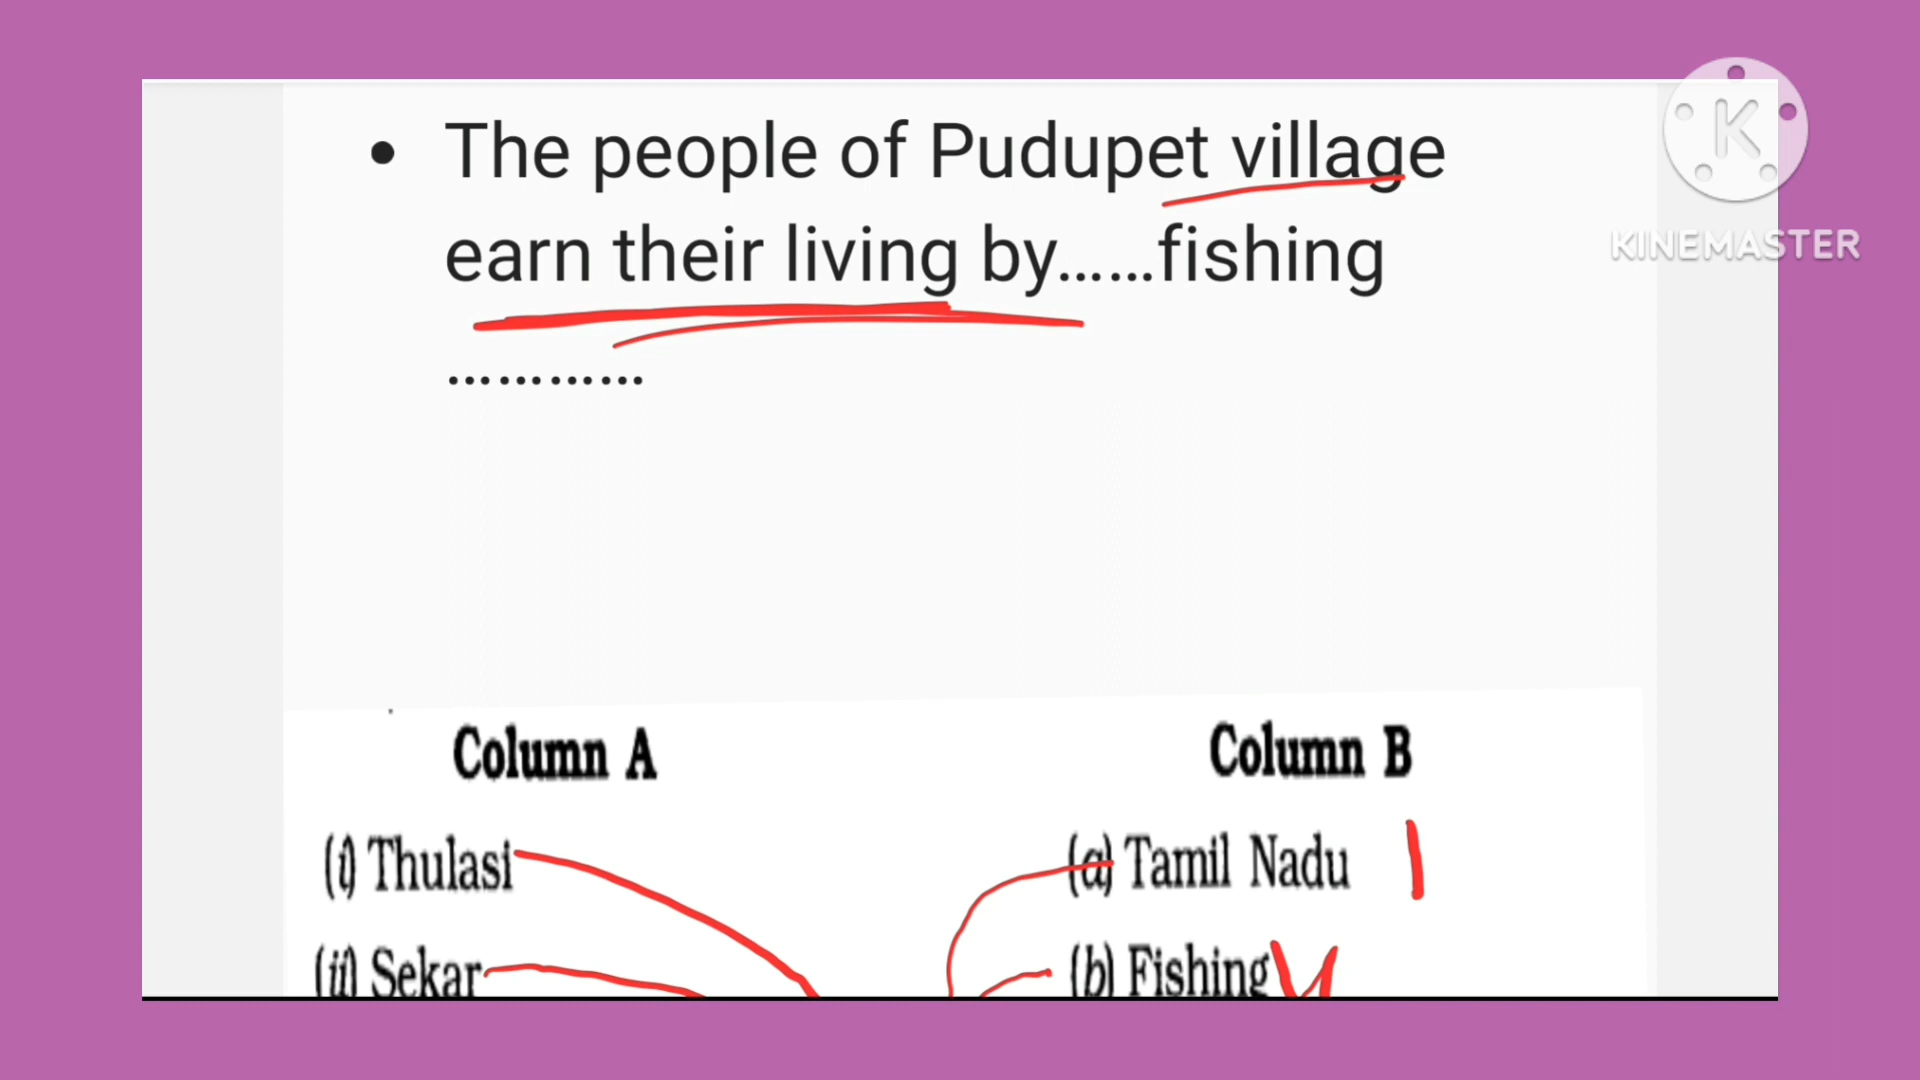 • The people of Pudupet village
earn their living by......fishing
............
Column A Column B
(i) Thulasi (a) Tamil Nadu
(ii) Sekar (b) Fishing
K
KINEMASTER